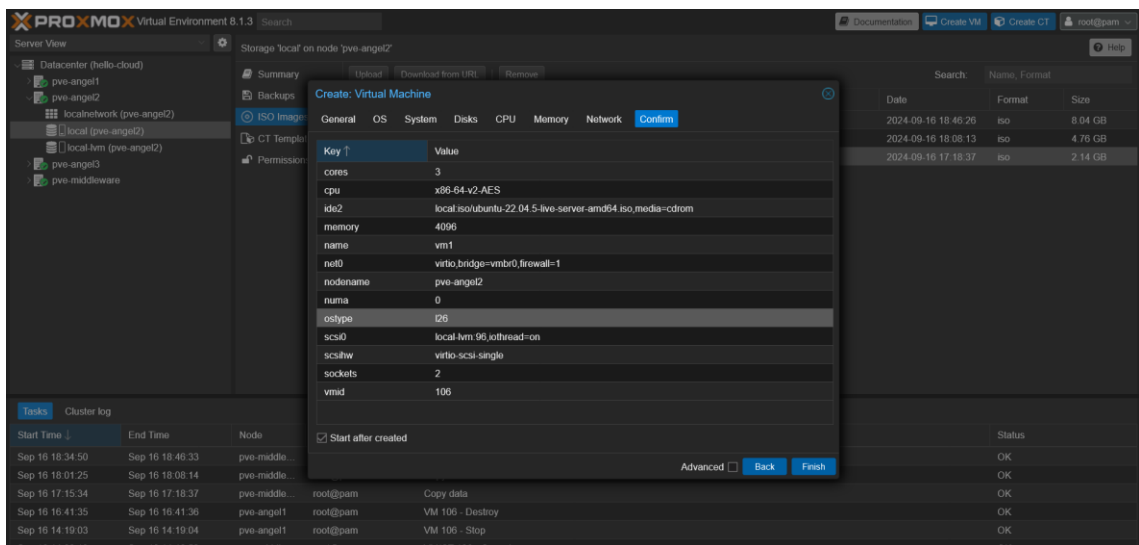 PROXMOX Virtual Environment 8.1.3 Search Documentation Create VM Create CT root@pam
Server View Storage 'local' on node 'pve-angel2' Help
Datacenter (hello-cloud)
pve-angel1
pve-angel2
localnetwork (pve-angel2)
local (pve-angel2)
local-lvm (pve-angel2)
pve-angel3
pve-middleware
Summary
Backups
ISO Images
CT Templat
Permission
Upload Download from URL Remove Search: Name, Format
Date Format Size
2024-09-16 18:46:26 iso 8.04 GB
2024-09-16 18:08:13 iso 4.76 GB
2024-09-16 17:18:37 iso 2.14 GB
Create: Virtual Machine
General OS System Disks CPU Memory Network Confirm
Key ↑ Value
cores 3
cpu x86-64-v2-AES
ide2 local:iso/ubuntu-22.04.5-live-server-amd64.iso,media=cdrom
memory 4096
name vm1
net0 virtio,bridge=vmbr0,firewall=1
nodename pve-angel2
numa 0
ostype l26
scsi0 local-lvm:96,iothread=on
scsihw virtio-scsi-single
sockets 2
vmid 106
Start after created
Advanced Back Finish
Tasks Cluster log
Start Time ↓ End Time Node Status
Sep 16 18:34:50 Sep 16 18:46:33 pve-middle... OK
Sep 16 18:01:25 Sep 16 18:08:14 pve-middle... OK
Sep 16 17:15:34 Sep 16 17:18:37 pve-middle... root@pam Copy data OK
Sep 16 16:41:35 Sep 16 16:41:36 pve-angel1 root@pam VM 106 - Destroy OK
Sep 16 14:19:03 Sep 16 14:19:04 pve-angel1 root@pam VM 106 - Stop OK